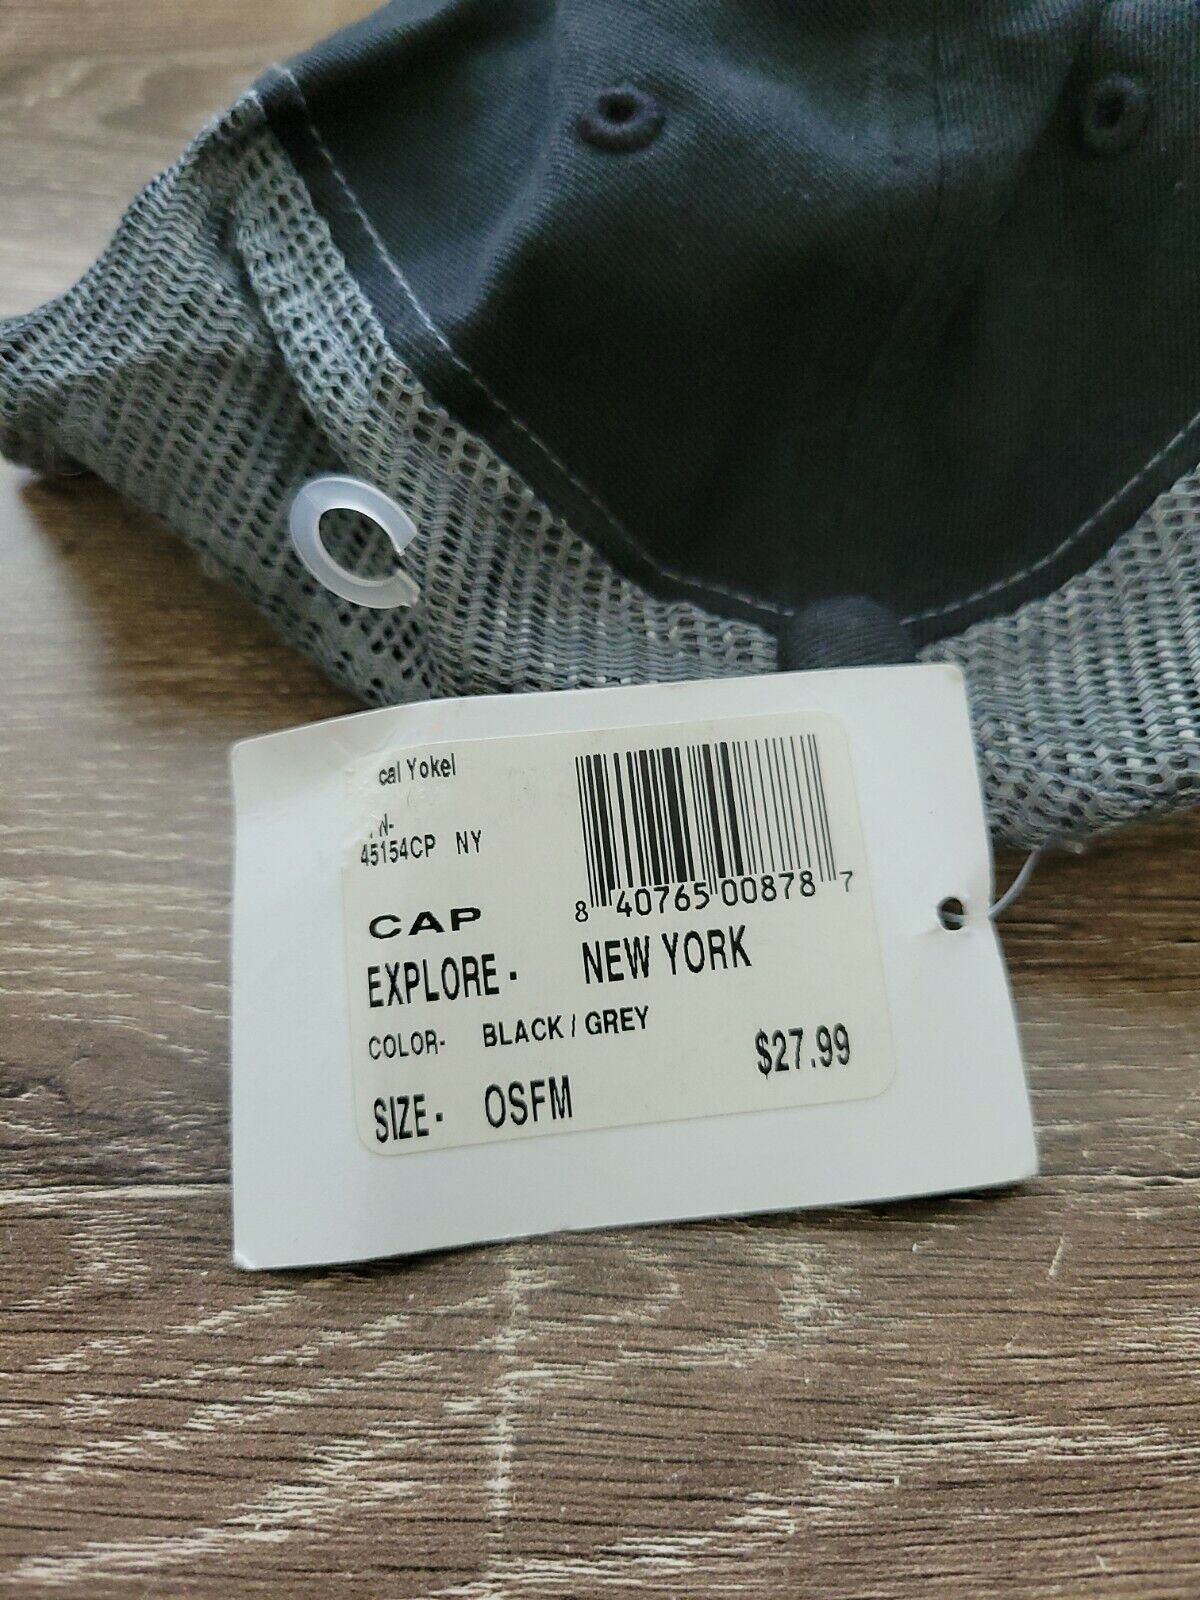 cal Yokel
45154CP NY
CAP
EXPLORE - NEW YORK
COLOR- BLACK / GREY
SIZE - OSFM
$27.99
8 40765 00878 7